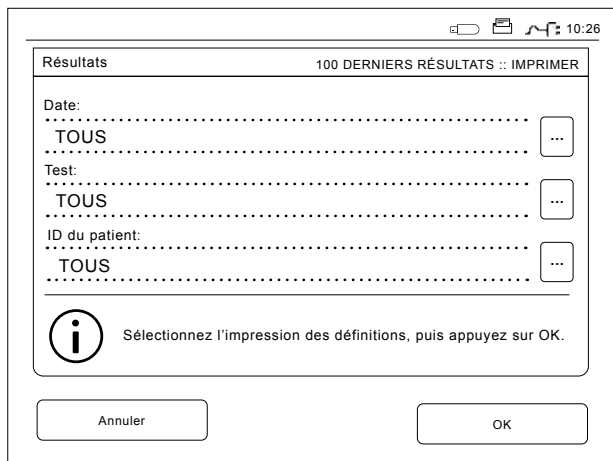 10:26
Résultats 100 DERNIERS RÉSULTATS :: IMPRIMER
Date:
TOUS ...
Test:
TOUS ...
ID du patient:
TOUS ...
Sélectionnez l’impression des définitions, puis appuyez sur OK.
Annuler OK